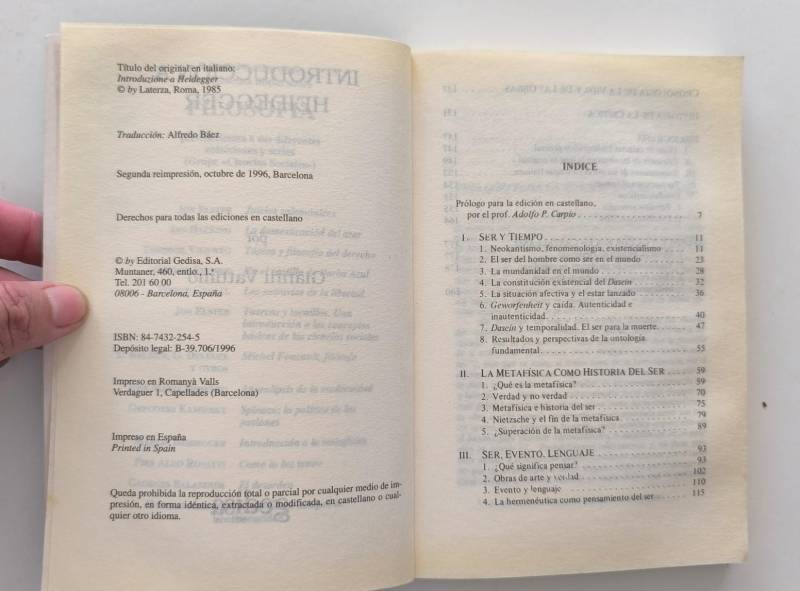 Título del original en italiano:
Introduzione a Heidegger
© by Laterza, Roma, 1985
Traducción: Alfredo Báez
Segunda reimpresión, octubre de 1996, Barcelona
Derechos para todas las ediciones en castellano
© by Editorial Gedisa, S.A.
Muntaner, 460, entlo., 1.ª
Tel. 201 60 00
08006 - Barcelona, España
ISBN: 84-7432-254-5
Depósito legal: B-39.706/1996
Impreso en Romanyà Valls
Verdaguer 1, Capellades (Barcelona)
Impreso en España
Printed in Spain
Queda prohibida la reproducción total o parcial por cualquier medio de im-
presión, en forma idéntica, extractada o modificada, en castellano o cual-
quier otro idioma.
INDICE
Prólogo para la edición en castellano,
por el prof. Adolfo P. Carpio 7
I. SER Y TIEMPO 11
1. Neokantismo, fenomenología, existencialismo 11
2. El ser del hombre como ser en el mundo 23
3. La mundanidad en el mundo 28
4. La constitución existencial del Dasein 32
5. La situación afectiva y el estar lanzado 36
6. Geworfenheit y caída. Autenticidad e
inautenticidad 40
7. Dasein y temporalidad. El ser para la muerte. 47
8. Resultados y perspectivas de la ontología
fundamental 55
II. LA METAFÍSICA COMO HISTORIA DEL SER 59
1. ¿Qué es la metafísica? 59
2. Verdad y no verdad 70
3. Metafísica e historia del ser 75
4. Nietzsche y el fin de la metafísica 79
5. ¿Superación de la metafísica? 89
III. SER, EVENTO, LENGUAJE 93
1. ¿Qué significa pensar? 93
2. Obras de arte y verdad 102
3. Evento y lenguaje 110
4. La hermenéutica como pensamiento del ser 115